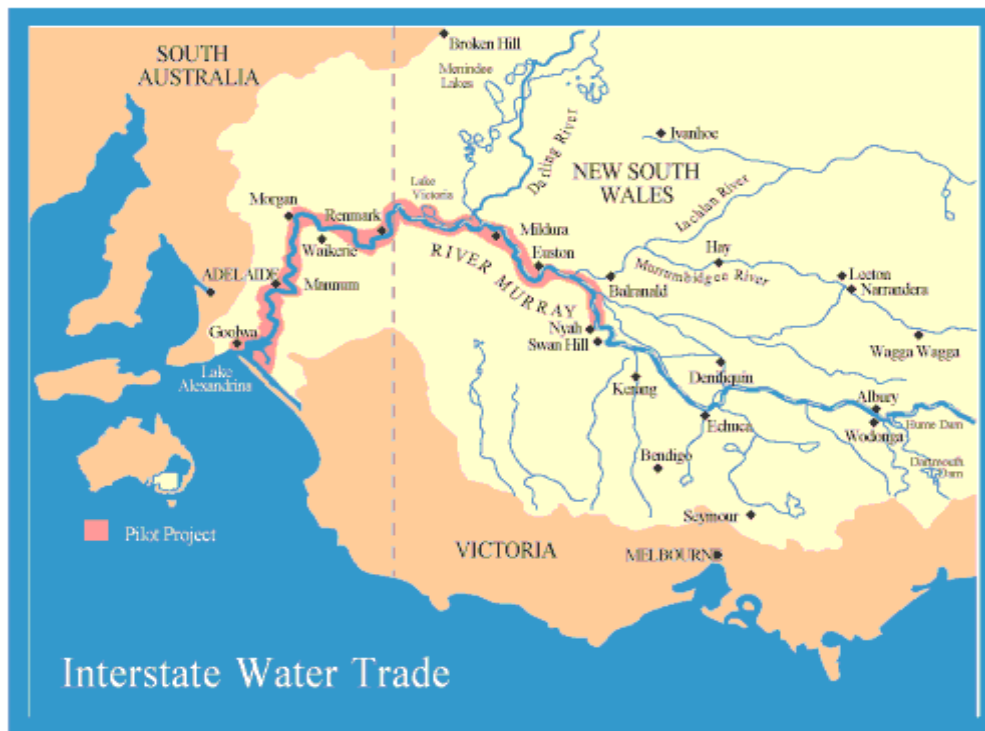 SOUTH
AUSTRALIA
Broken Hill
Menindee
Lakes
Darling River
Ivanhoe
NEW SOUTH
WALES
Lachlan River
Lake
Victoria
Morgan
Renmark
Mildura
Waikerie
Euston
Hay
RIVER MURRAY
Murrumbidgee River
Leeton
ADELAIDE
Mannum
Balranald
Narrandera
Goolwa
Nyah
Swan Hill
Wagga Wagga
Lake
Alexandrina
Kerang
Deniliquin
Albury
Echuca
Hume Dam
Wodonga
Bendigo
Dartmouth
Dam
Seymour
Pilot Project
VICTORIA
MELBOURN
Interstate Water Trade